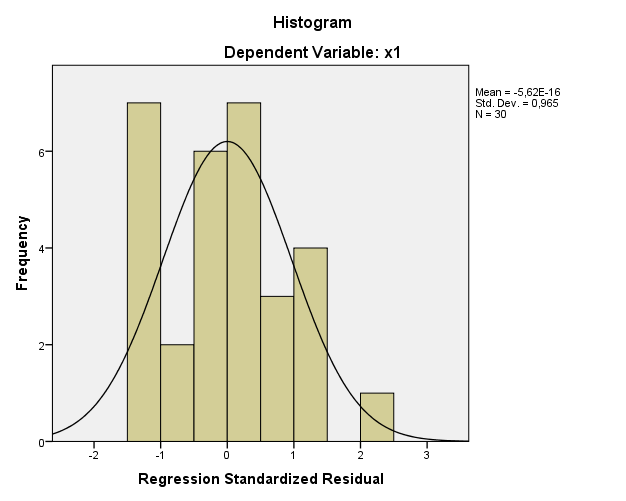 Histogram
Dependent Variable: x1
Mean = -5,62E-16
Std. Dev. = 0,965
N = 30
Frequency
6
4
2
0
-2 -1 0 1 2 3
Regression Standardized Residual